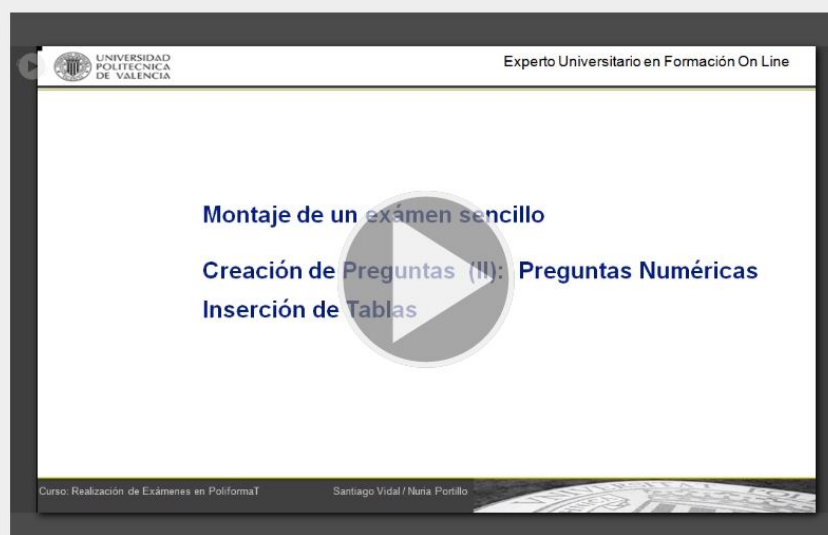 UNIVERSIDAD
POLITECNICA
DE VALENCIA
Experto Universitario en Formación On Line
Montaje de un exámen sencillo
Creación de Preguntas (II): Preguntas Numéricas
Inserción de Tablas
Curso: Realización de Exámenes en PoliformaT
Santiago Vidal / Nuria Portillo